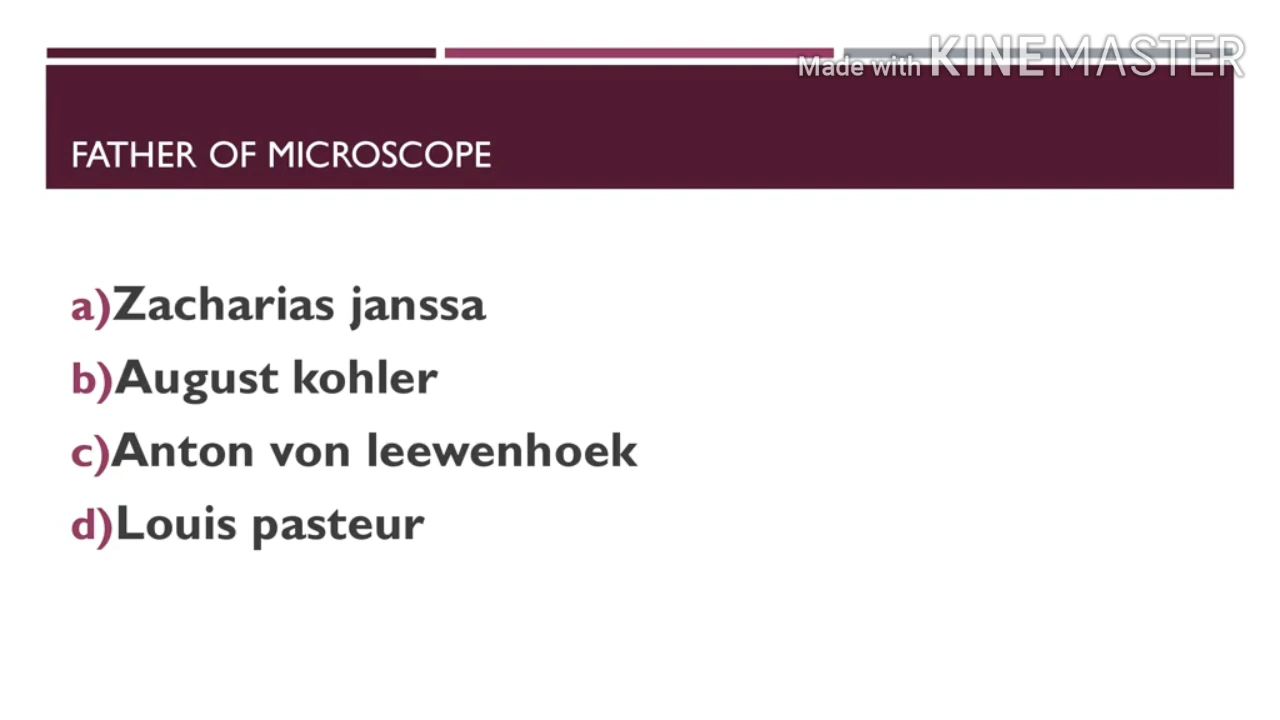 Made with KINEMASTER
FATHER OF MICROSCOPE
a)Zacharias janssa
b)August kohler
c)Anton von leewenhoek
d)Louis pasteur